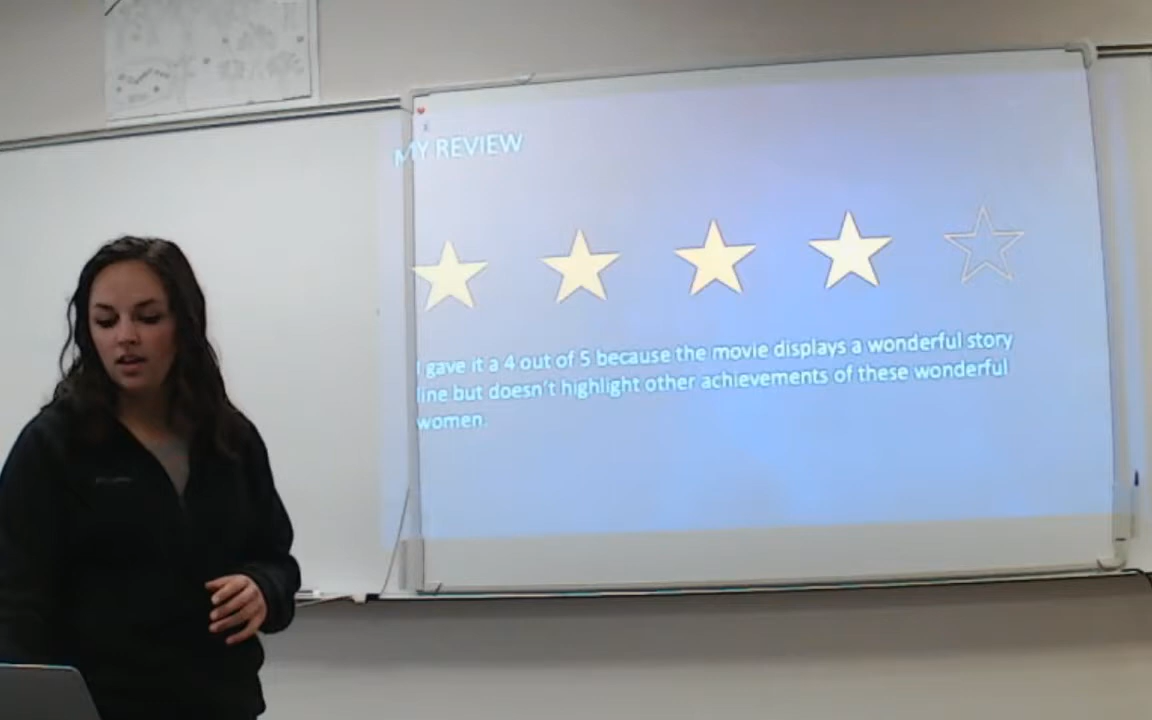 MY REVIEW
I gave it a 4 out of 5 because the movie displays a wonderful story
line but doesn't highlight other achievements of these wonderful
women.